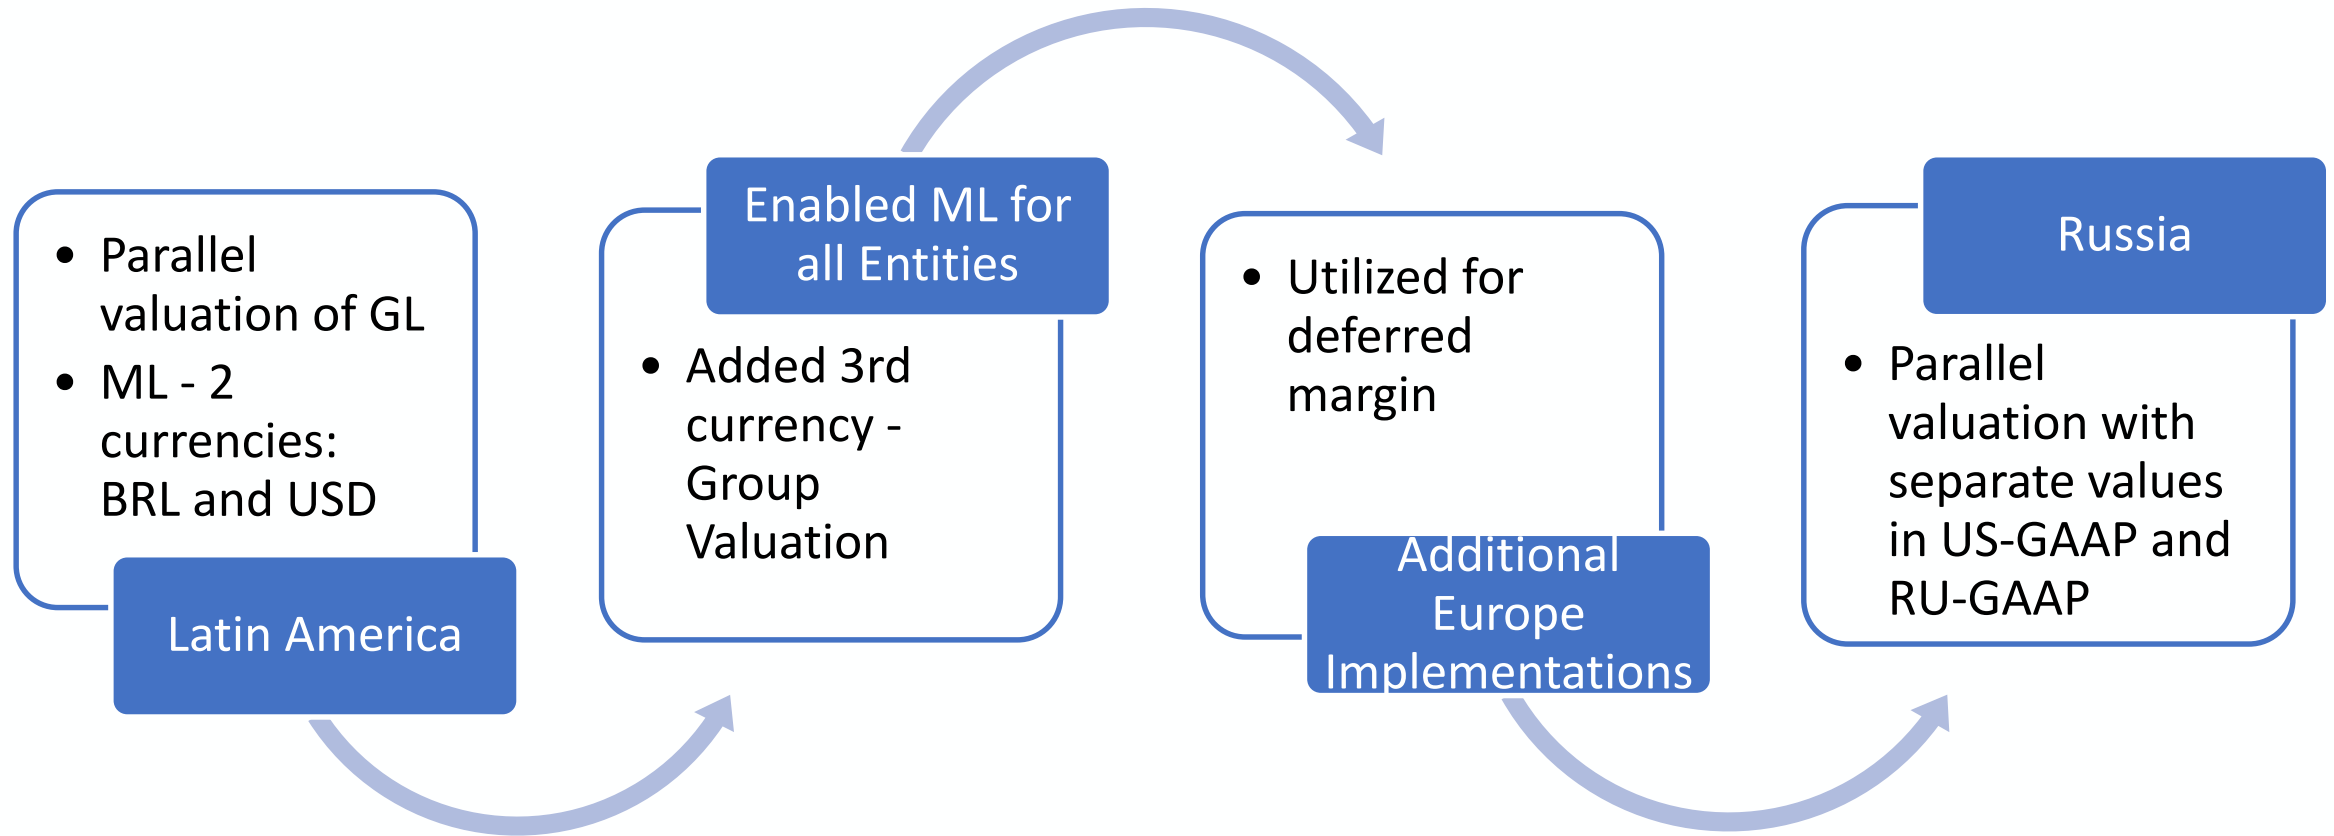 • Parallel
valuation of GL
• ML - 2
currencies:
BRL and USD
Latin America
Enabled ML for
all Entities
• Added 3rd
currency -
Group
Valuation
• Utilized for
deferred
margin
Additional
Europe
Implementations
Russia
• Parallel
valuation with
separate values
in US-GAAP and
RU-GAAP